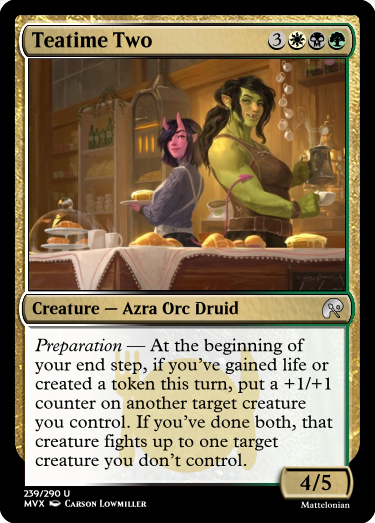 Teatime Two 3
Creature — Azra Orc Druid
Preparation — At the beginning of
your end step, if you've gained life or
created a token this turn, put a +1/+1
counter on another target creature
you control. If you've done both, that
creature fights up to one target
creature you don't control.
4/5
239/290 U
MVX Carson Lowmiller
Mattelonian